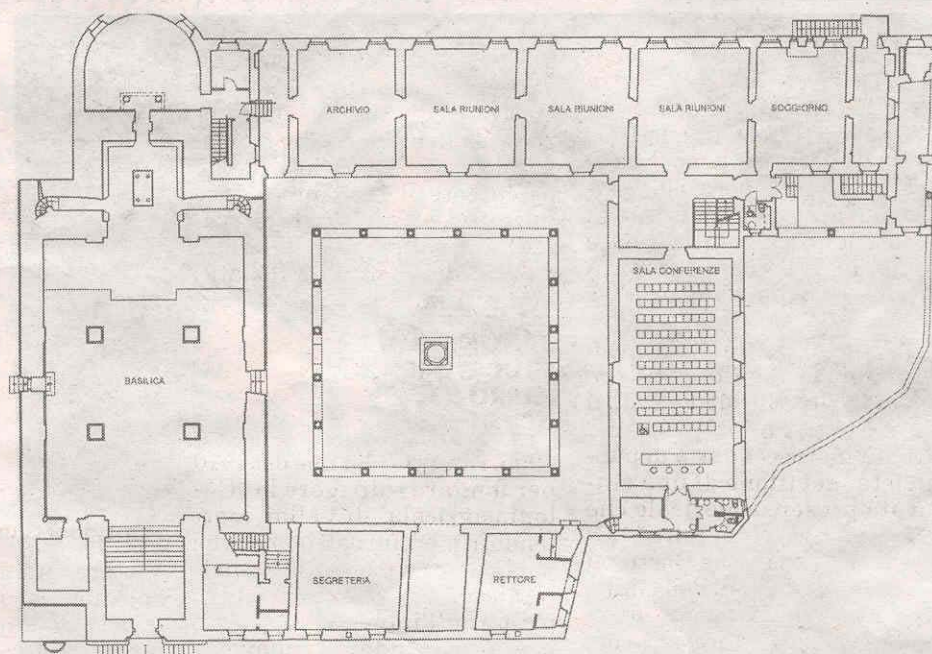 ARCHIVIO
SALA RIUNIONI
SALA RIUNIONI
SALA RIUNIONI
SOGGIORNO
SALA CONFERENZE
BASILICA
SEGRETERIA
RETTORE